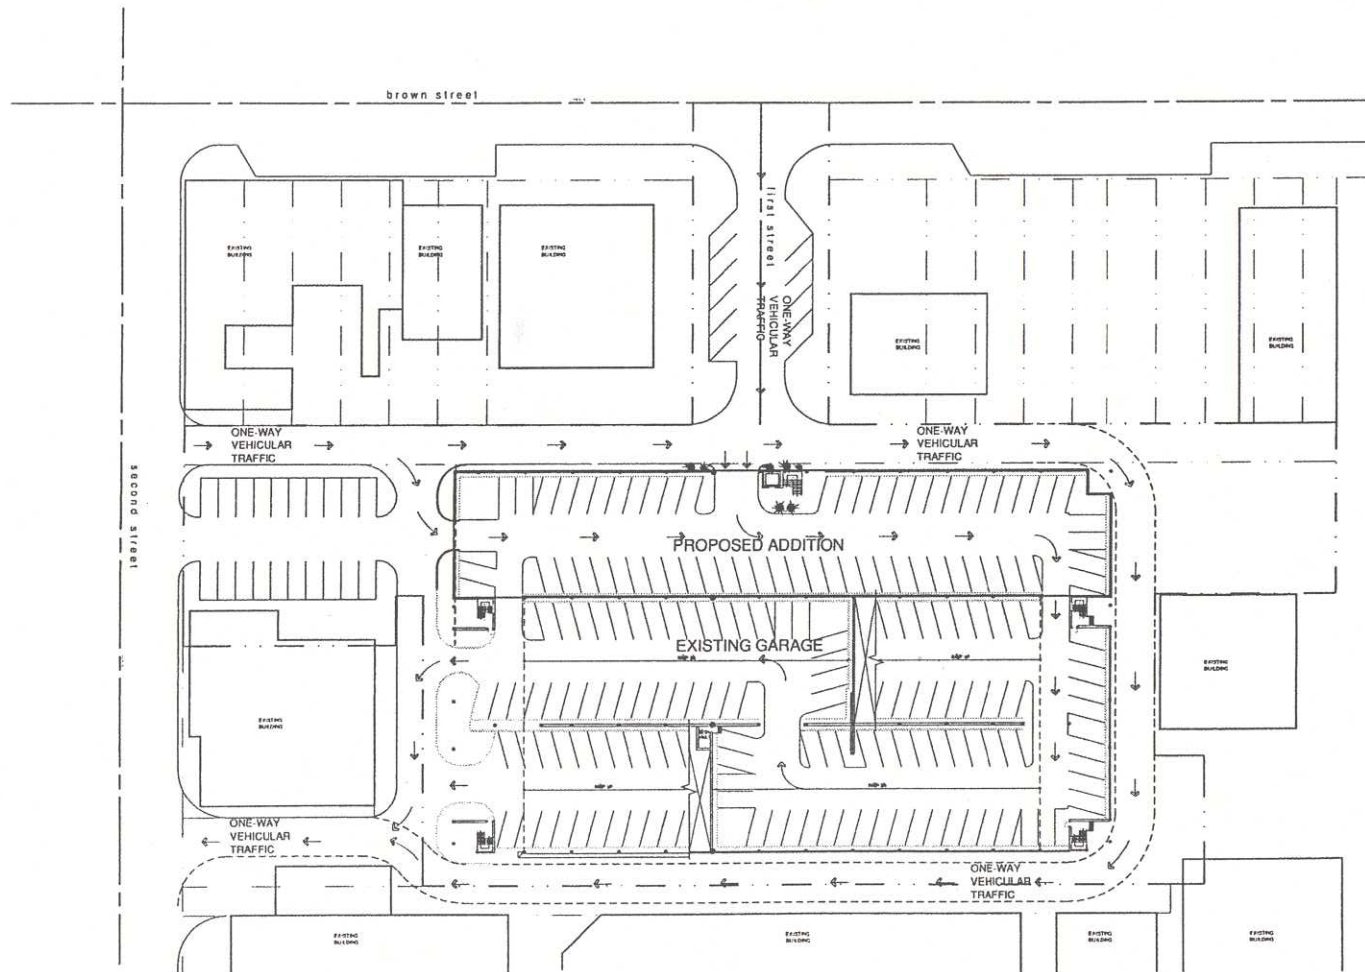 brown street
first street
EXISTING
BUILDING
EXISTING
BUILDING
EXISTING
BUILDING
ONE-WAY
VEHICULAR
TRAFFIC
EXISTING
BUILDING
EXISTING
BUILDING
ONE-WAY
VEHICULAR
TRAFFIC
ONE-WAY
VEHICULAR
TRAFFIC
second street
PROPOSED ADDITION
EXISTING GARAGE
EXISTING
BUILDING
EXISTING
BUILDING
ONE-WAY
VEHICULAR
TRAFFIC
ONE-WAY
VEHICULAR
TRAFFIC
EXISTING
BUILDING
EXISTING
BUILDING
EXISTING
BUILDING
EXISTING
BUILDING